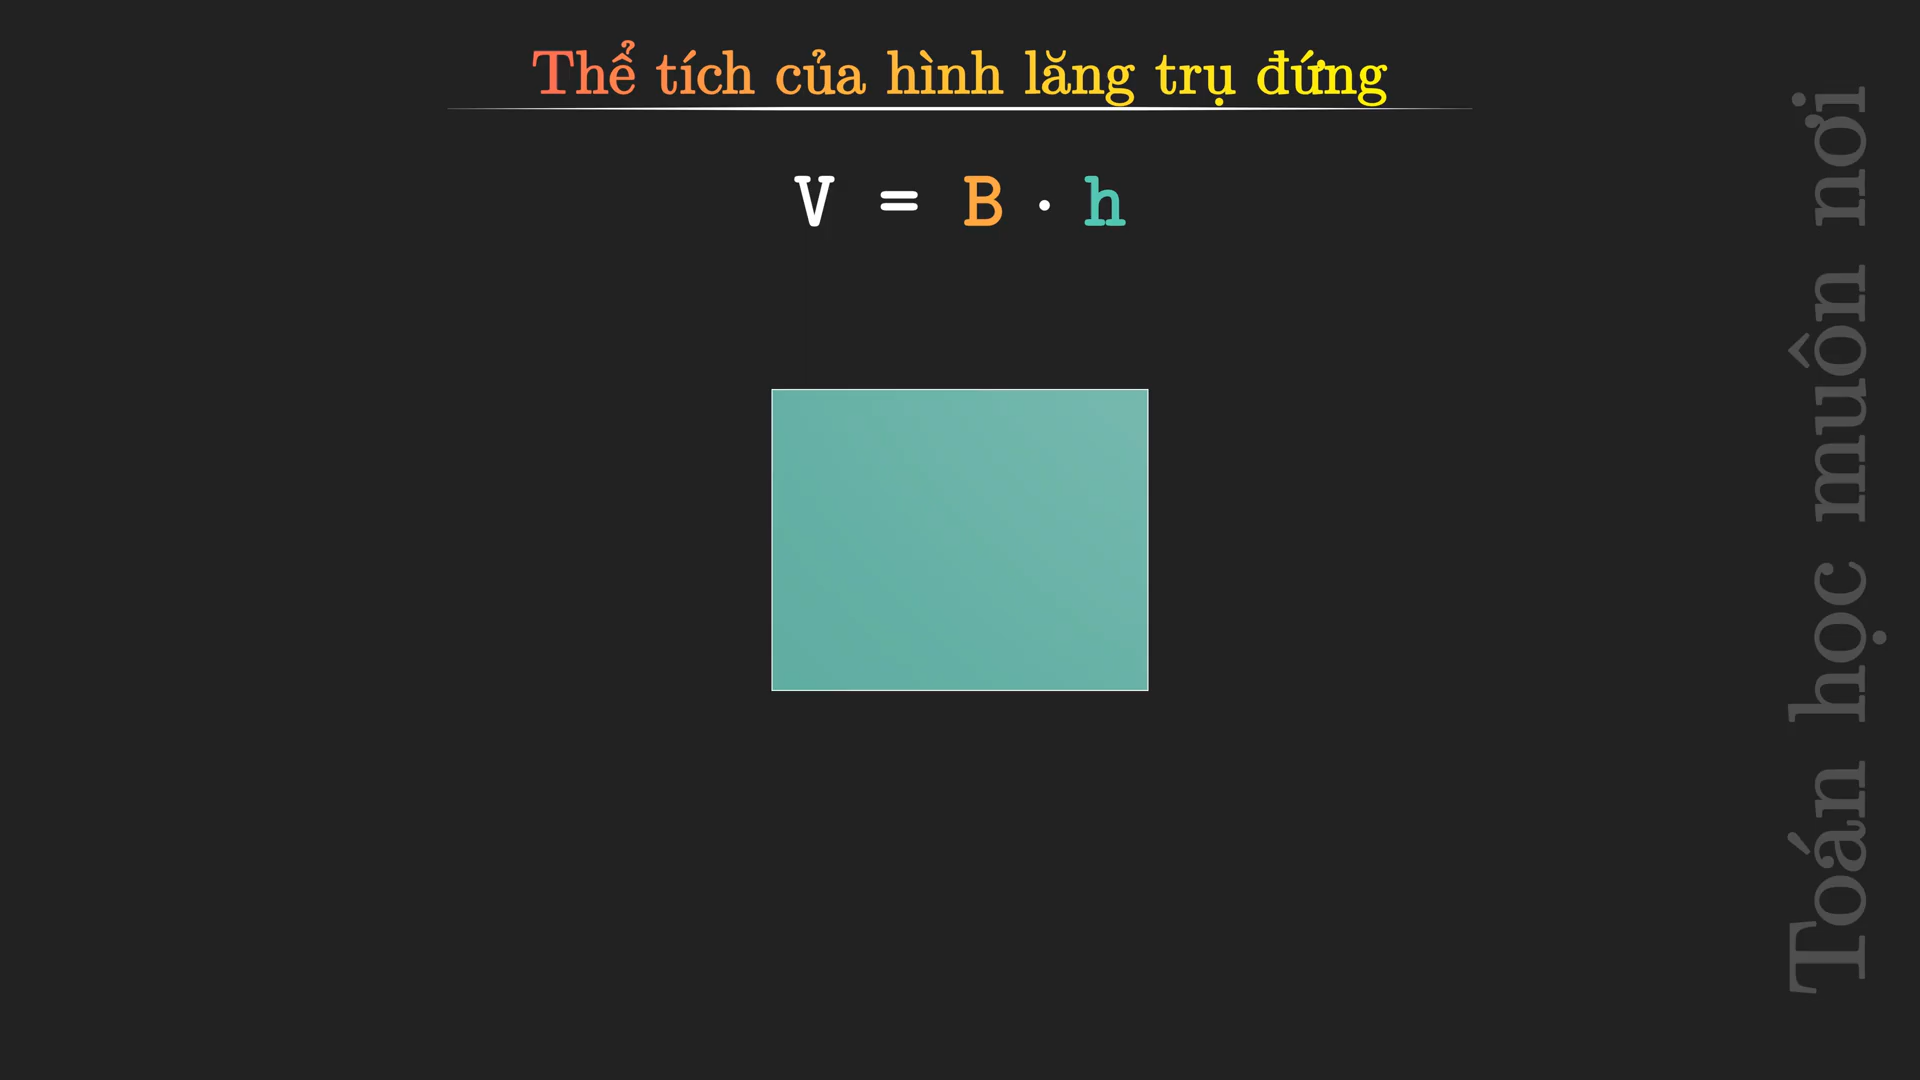 Thể tích của hình lăng trụ đứng
V = B · h
Toán học muôn nơi